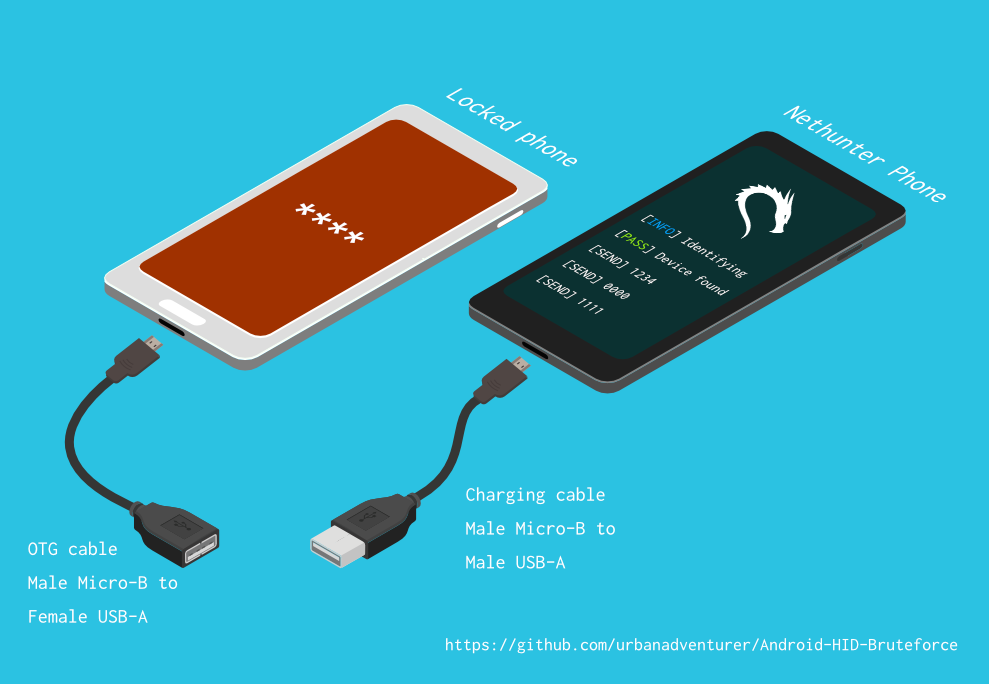 Locked phone
****
Nethunter Phone
[INFO] Identifying
[PASS] Device found
[SEND] 1234
[SEND] 0000
[SEND] 1111
OTG cable
Male Micro-B to
Female USB-A
Charging cable
Male Micro-B to
Male USB-A
https://github.com/urbanadventurer/Android-HID-Bruteforce